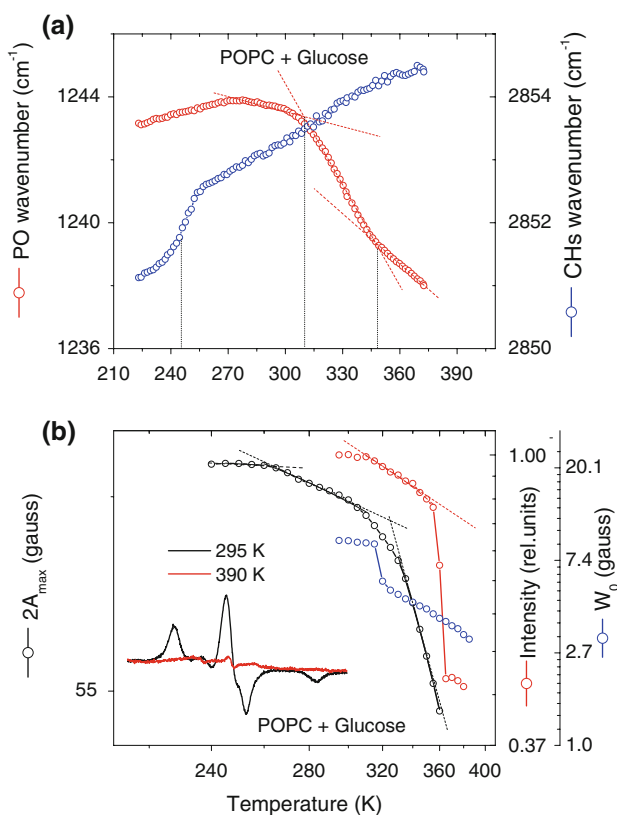 (a)
POPC + Glucose
PO wavenumber (cm-1)
1244
1240
1236
CHs wavenumber (cm-1)
2854
2852
2850
210 240 270 300 330 360 390
(b)
2Amax (gauss)
55
295 K
390 K
POPC + Glucose
1.00
0.37
Intensity (rel.units)
20.1
7.4
2.7
1.0
W0 (gauss)
240 280 320 360 400
Temperature (K)